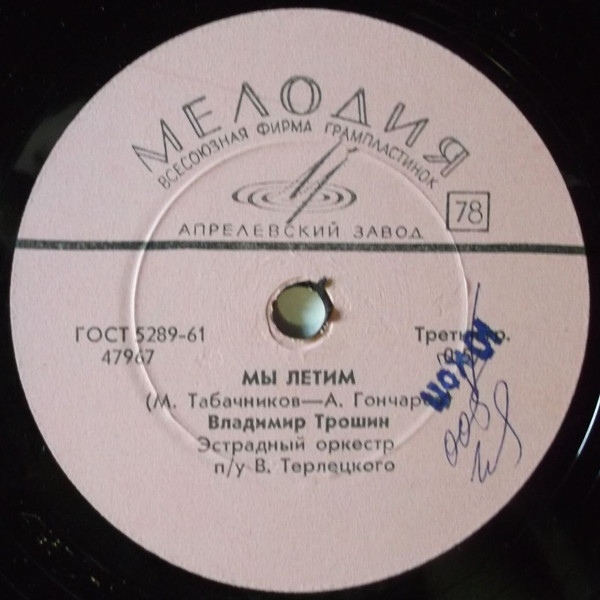 МЕЛОДИЯ
ВСЕСОЮЗНАЯ ФИРМА ГРАМПЛАСТИНОК
78
АПРЕЛЕВСКИЙ ЗАВОД
ГОСТ 5289-61
47967
МЫ ЛЕТИМ
(М. Табачников—А. Гончар
Владимир Трошин
Эстрадный оркестр
п/у В. Терлецкого